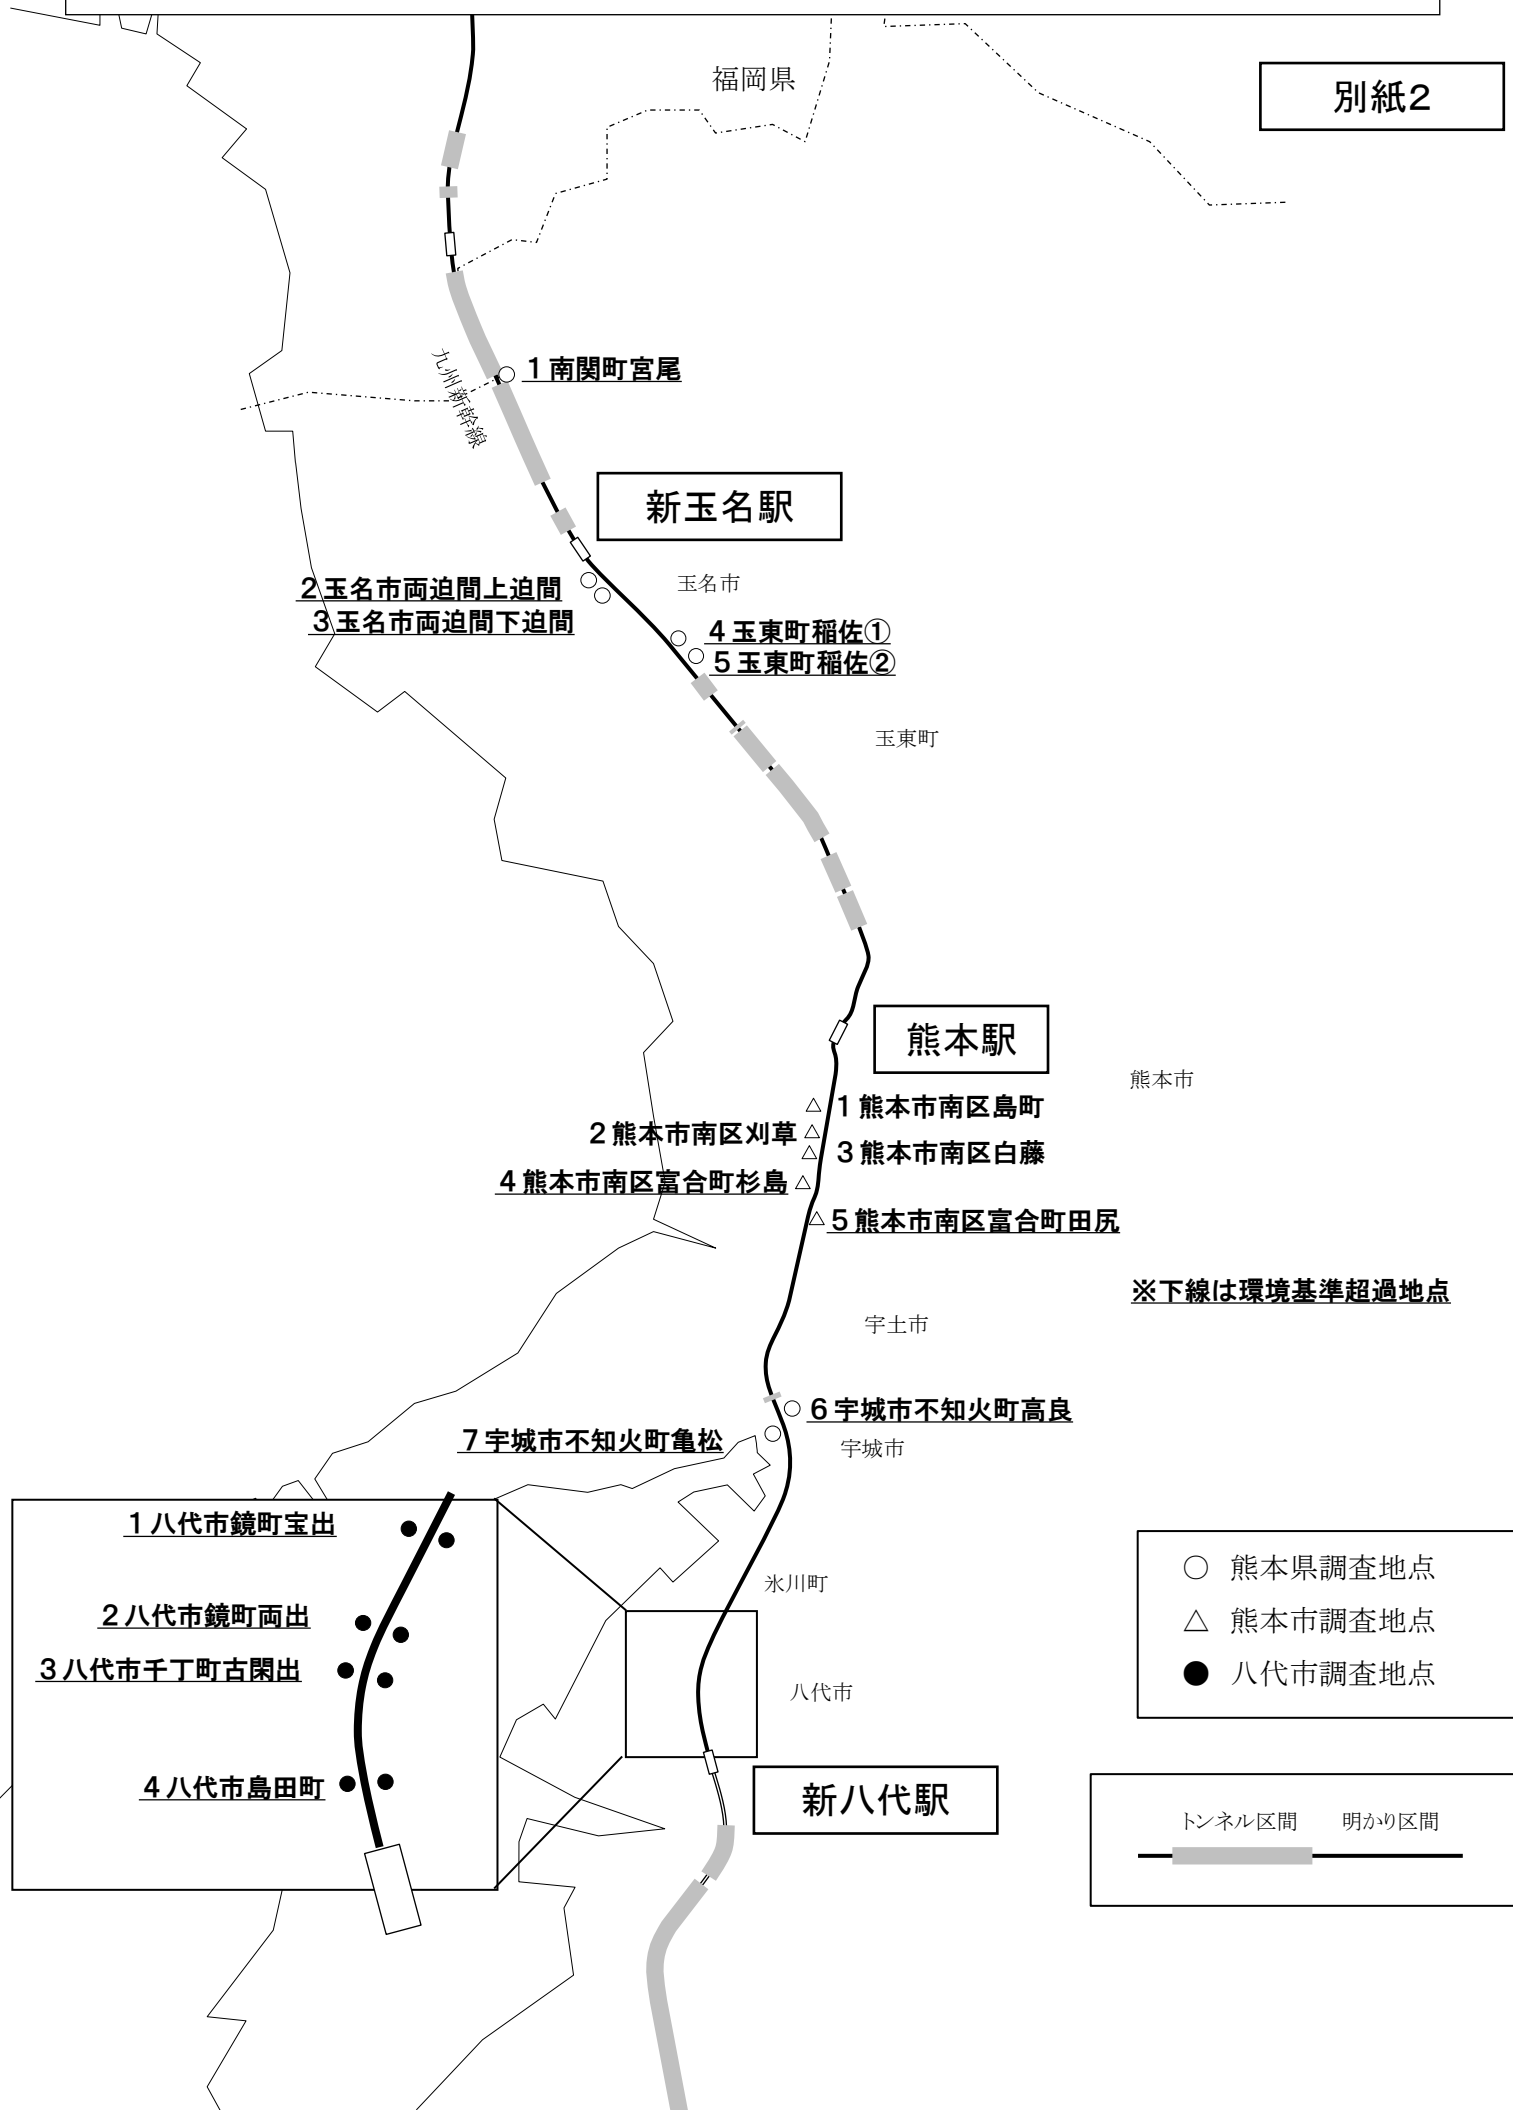 福岡県
別紙2
九州新幹線
1 南関町宮尾
新玉名駅
玉名市
2 玉名市両迫間上迫間
3 玉名市両迫間下迫間
4 玉東町稲佐①
5 玉東町稲佐②
玉東町
熊本駅
熊本市
1 熊本市南区島町
2 熊本市南区刈草
3 熊本市南区白藤
4 熊本市南区富合町杉島
5 熊本市南区富合町田尻
※下線は環境基準超過地点
宇土市
6 宇城市不知火町高良
7 宇城市不知火町亀松
宇城市
1 八代市鏡町宝出
2 八代市鏡町両出
3 八代市千丁町古閑出
4 八代市島田町
氷川町
八代市
新八代駅
○ 熊本県調査地点
△ 熊本市調査地点
● 八代市調査地点
トンネル区間 明かり区間